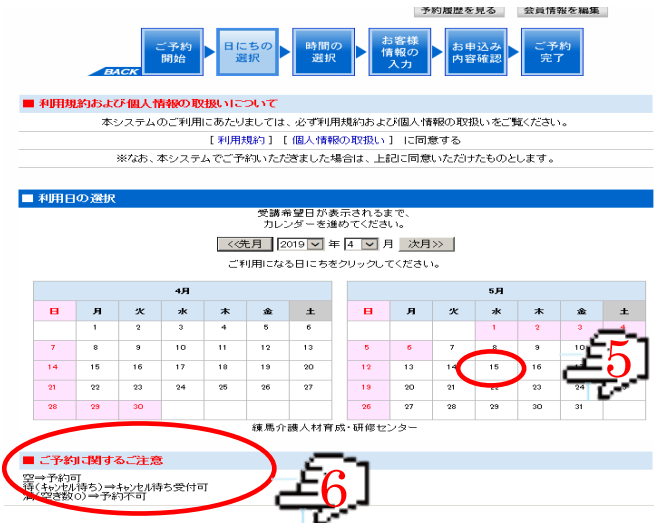 予約履歴を見る 会員情報を編集
ご予約
開始
日にちの
選択
時間の
選択
お客様
情報の
入力
お申込み
内容確認
ご予約
完了
BACK
■ 利用規約および個人情報の取扱いについて
本システムのご利用にあたりましては、必ず利用規約および個人情報の取扱いをご覧ください。
[ 利用規約 ] [ 個人情報の取扱い ] に同意する
※なお、本システムでご予約いただきました場合は、上記に同意いただけたものとします。
■ 利用日の選択
受講希望日が表示されるまで、
カレンダーを進めてください。
<<先月 2019 年 4 月 次月>>
ご利用になる日にちをクリックしてください。
4月
日 月 火 水 木 金 土
1 2 3 4 5 6
7 8 9 10 11 12 13
14 15 16 17 18 19 20
21 22 23 24 25 26 27
28 29 30
5月
日 月 火 水 木 金 土
1 2 3 4
5 6 7 8 9 10
12 13 14 15 16
19 20 21 22 23 24
26 27 28 29 30 31
5
練馬介護人材育成・研修センター
■ ご予約に関するご注意
空⇒予約可
待(キャンセル待ち)⇒キャンセル待ち受付可
満(空き数0)⇒予約不可
6